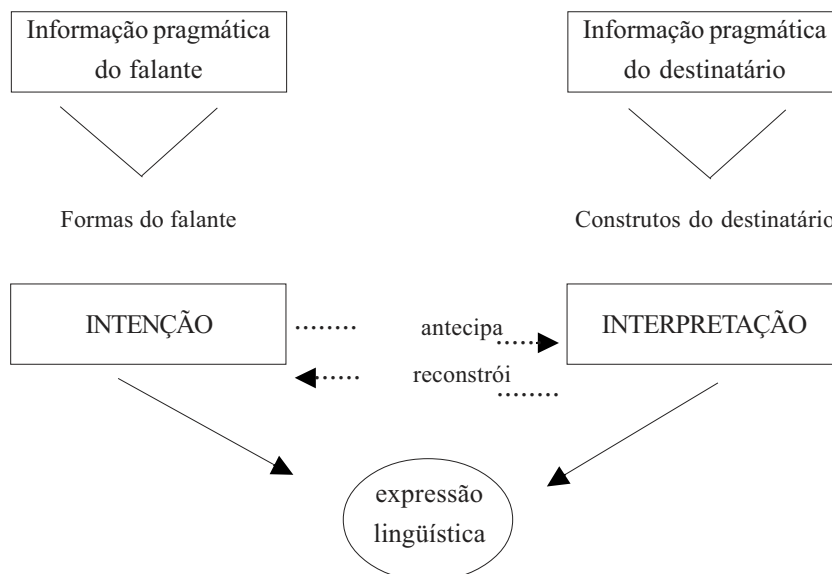 Informação pragmática
do falante
Informação pragmática
do destinatário
Formas do falante
Construtos do destinatário
INTENÇÃO
antecipa
INTERPRETAÇÃO
reconstrói
expressão
lingüística